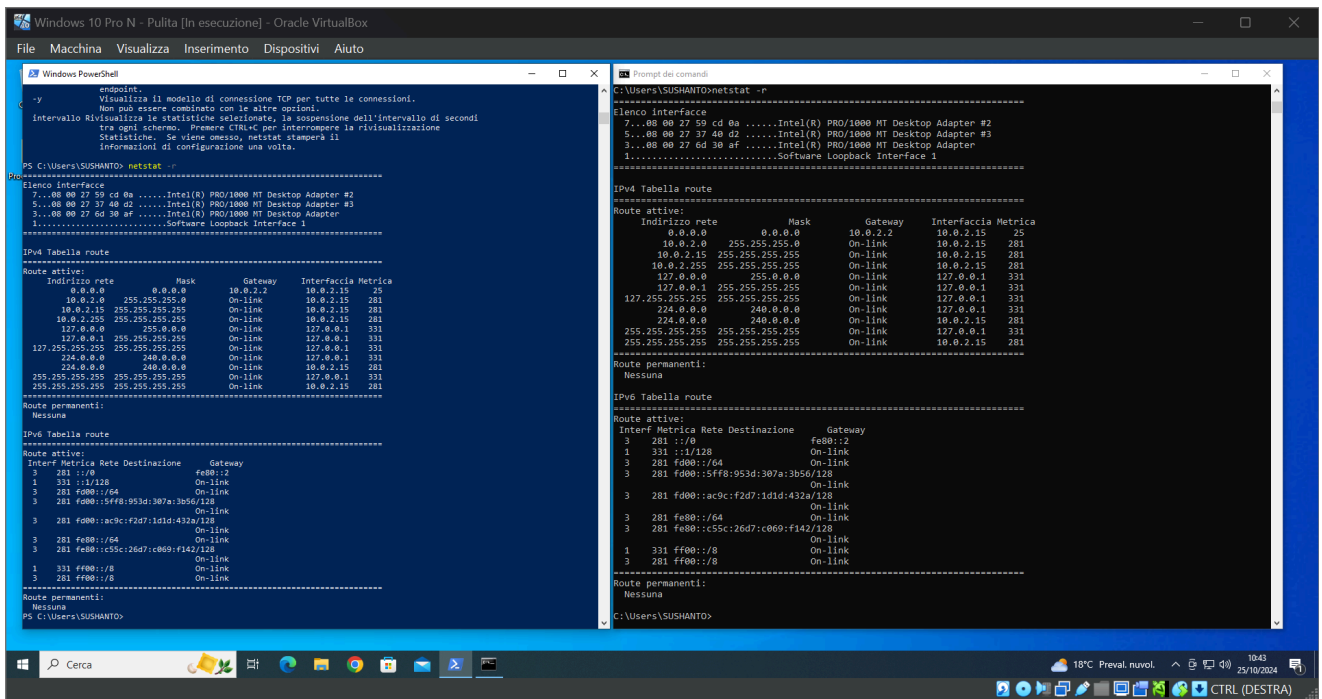 Windows 10 Pro N - Pulita [In esecuzione] - Oracle VirtualBox
File Macchina Visualizza Inserimento Dispositivi Aiuto
Windows PowerShell
endpoint.
-y Visualizza il modello di connessione TCP per tutte le connessioni.
Non può essere combinato con le altre opzioni.
intervallo Rivisualizza le statistiche selezionate, la sospensione dell'intervallo di secondi
tra ogni schermo. Premere CTRL+C per interrompere la rivisualizzazione
Statistiche. Se viene omesso, netstat stamperà il
informazioni di configurazione una volta.
PS C:\Users\SUSHANTO> netstat -r
===========================================================================
Elenco interfacce
7...08 00 27 59 cd 0a ......Intel(R) PRO/1000 MT Desktop Adapter #2
5...08 00 27 37 40 d2 ......Intel(R) PRO/1000 MT Desktop Adapter #3
3...08 00 27 6d 30 af ......Intel(R) PRO/1000 MT Desktop Adapter
1...........................Software Loopback Interface 1
===========================================================================
IPv4 Tabella route
===========================================================================
Route attive:
Indirizzo rete Mask Gateway Interfaccia Metrica
0.0.0.0 0.0.0.0 10.0.2.2 10.0.2.15 25
10.0.2.0 255.255.255.0 On-link 10.0.2.15 281
10.0.2.15 255.255.255.255 On-link 10.0.2.15 281
10.0.2.255 255.255.255.255 On-link 10.0.2.15 281
127.0.0.0 255.0.0.0 On-link 127.0.0.1 331
127.0.0.1 255.255.255.255 On-link 127.0.0.1 331
127.255.255.255 255.255.255.255 On-link 127.0.0.1 331
224.0.0.0 240.0.0.0 On-link 127.0.0.1 331
224.0.0.0 240.0.0.0 On-link 10.0.2.15 281
255.255.255.255 255.255.255.255 On-link 127.0.0.1 331
255.255.255.255 255.255.255.255 On-link 10.0.2.15 281
===========================================================================
Route permanenti:
Nessuna
IPv6 Tabella route
===========================================================================
Route attive:
Interf Metrica Rete Destinazione Gateway
3 281 ::/0 fe80::2
1 331 ::1/128 On-link
3 281 fd00::/64 On-link
3 281 fd00::5ff8:953d:307a:3b56/128
On-link
3 281 fd00::ac9c:f2d7:1d1d:432a/128
On-link
3 281 fe80::/64 On-link
3 281 fe80::c55c:26d7:c069:f142/128
On-link
1 331 ff00::/8 On-link
3 281 ff00::/8 On-link
===========================================================================
Route permanenti:
Nessuna
PS C:\Users\SUSHANTO>
Prompt dei comandi
C:\Users\SUSHANTO>netstat -r
===========================================================================
Elenco interfacce
7...08 00 27 59 cd 0a ......Intel(R) PRO/1000 MT Desktop Adapter #2
5...08 00 27 37 40 d2 ......Intel(R) PRO/1000 MT Desktop Adapter #3
3...08 00 27 6d 30 af ......Intel(R) PRO/1000 MT Desktop Adapter
1...........................Software Loopback Interface 1
===========================================================================
IPv4 Tabella route
===========================================================================
Route attive:
Indirizzo rete Mask Gateway Interfaccia Metrica
0.0.0.0 0.0.0.0 10.0.2.2 10.0.2.15 25
10.0.2.0 255.255.255.0 On-link 10.0.2.15 281
10.0.2.15 255.255.255.255 On-link 10.0.2.15 281
10.0.2.255 255.255.255.255 On-link 10.0.2.15 281
127.0.0.0 255.0.0.0 On-link 127.0.0.1 331
127.0.0.1 255.255.255.255 On-link 127.0.0.1 331
127.255.255.255 255.255.255.255 On-link 127.0.0.1 331
224.0.0.0 240.0.0.0 On-link 127.0.0.1 331
224.0.0.0 240.0.0.0 On-link 10.0.2.15 281
255.255.255.255 255.255.255.255 On-link 127.0.0.1 331
255.255.255.255 255.255.255.255 On-link 10.0.2.15 281
===========================================================================
Route permanenti:
Nessuna
IPv6 Tabella route
===========================================================================
Route attive:
Interf Metrica Rete Destinazione Gateway
3 281 ::/0 fe80::2
1 331 ::1/128 On-link
3 281 fd00::/64 On-link
3 281 fd00::5ff8:953d:307a:3b56/128
On-link
3 281 fd00::ac9c:f2d7:1d1d:432a/128
On-link
3 281 fe80::/64 On-link
3 281 fe80::c55c:26d7:c069:f142/128
On-link
1 331 ff00::/8 On-link
3 281 ff00::/8 On-link
===========================================================================
Route permanenti:
Nessuna
C:\Users\SUSHANTO>
Cerca
18°C Preval. nuvol.
10:43
25/10/2024
CTRL (DESTRA)